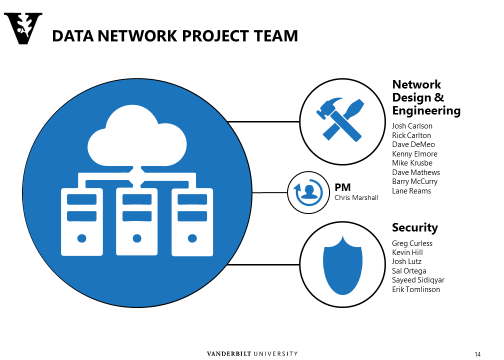 DATA NETWORK PROJECT TEAM
Network
Design &
Engineering
Josh Carlson
Rick Carlton
Dave DeMeo
Kenny Elmore
Mike Krusbe
Dave Mathews
Barry McCurry
Lane Reams
PM
Chris Marshall
Security
Greg Curless
Kevin Hill
Josh Lutz
Sal Ortega
Sayeed Sidiqyar
Erik Tomlinson
VANDERBILT UNIVERSITY
14